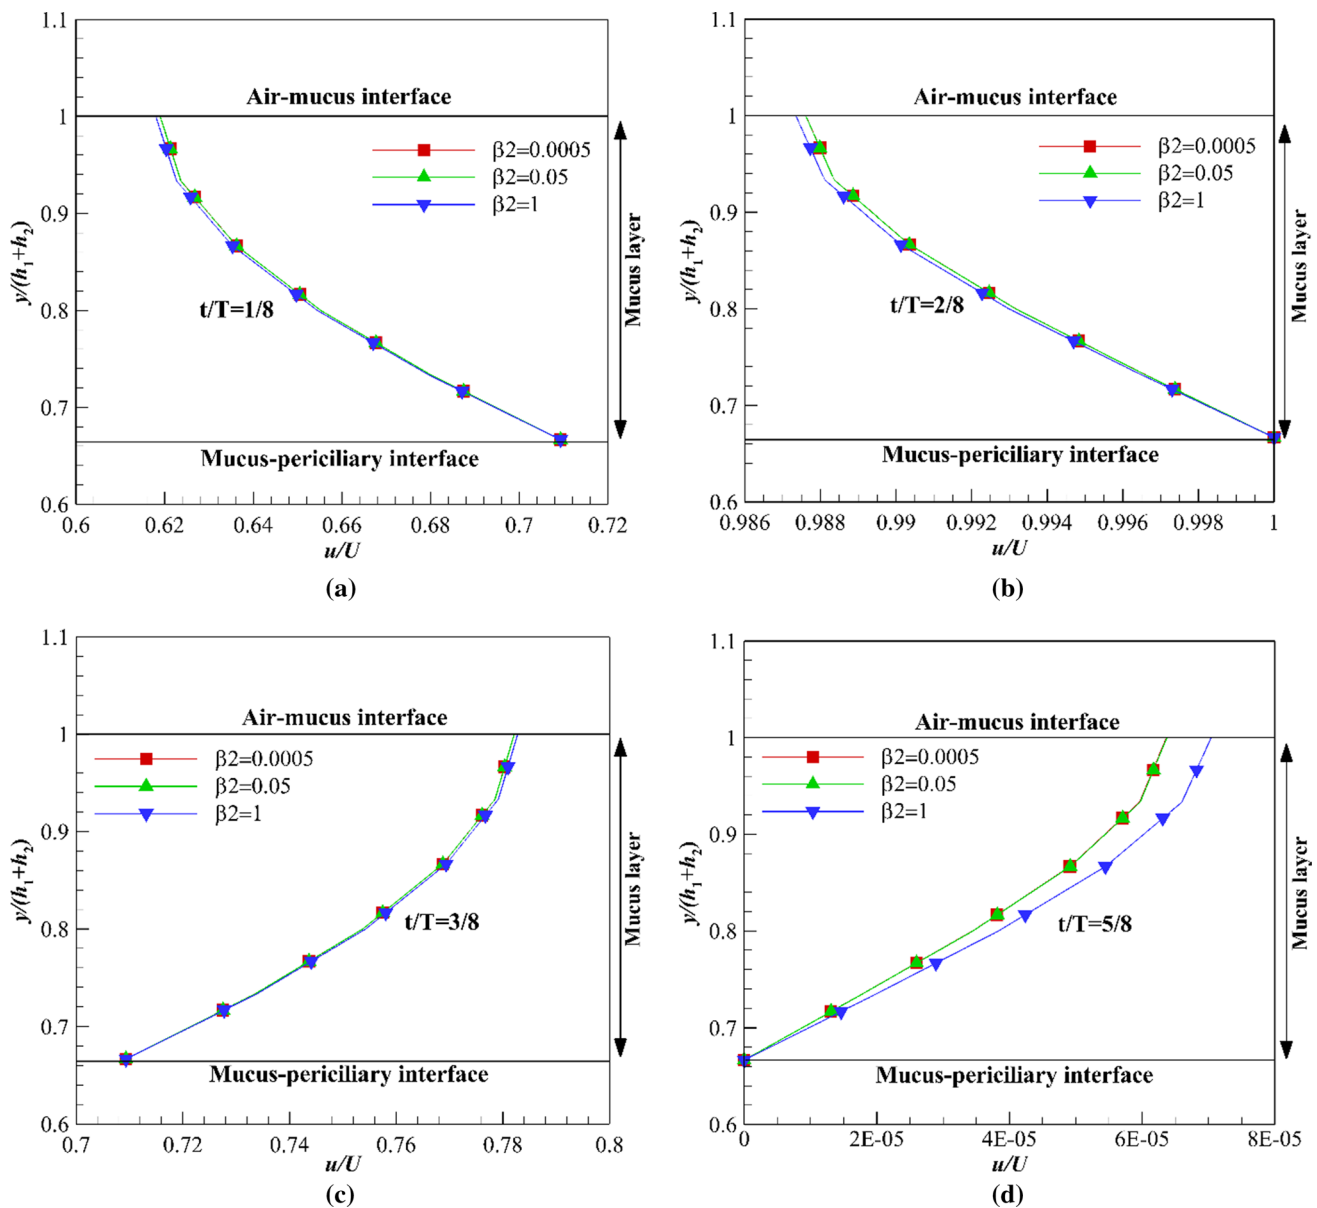 1.1
Air-mucus interface
1
β2=0.0005
β2=0.05
β2=1
0.9
y/(h1+h2)
0.8
t/T=1/8
0.7
Mucus-periciliary interface
0.6
0.6 0.62 0.64 0.66 0.68 0.7 0.72
u/U
Mucus layer
(a)
1.1
Air-mucus interface
1
β2=0.0005
β2=0.05
β2=1
0.9
y/(h1+h2)
0.8
t/T=2/8
0.7
Mucus-periciliary interface
0.6
0.986 0.988 0.99 0.992 0.994 0.996 0.998 1
u/U
Mucus layer
(b)
1.1
Air-mucus interface
1
β2=0.0005
β2=0.05
β2=1
0.9
y/(h1+h2)
t/T=3/8
0.8
0.7
Mucus-periciliary interface
0.6
0.7 0.72 0.74 0.76 0.78 0.8
u/U
Mucus layer
(c)
1.1
Air-mucus interface
1
β2=0.0005
β2=0.05
β2=1
0.9
y/(h1+h2)
t/T=5/8
0.8
0.7
Mucus-periciliary interface
0.6
0 2E-05 4E-05 6E-05 8E-05
u/U
Mucus layer
(d)